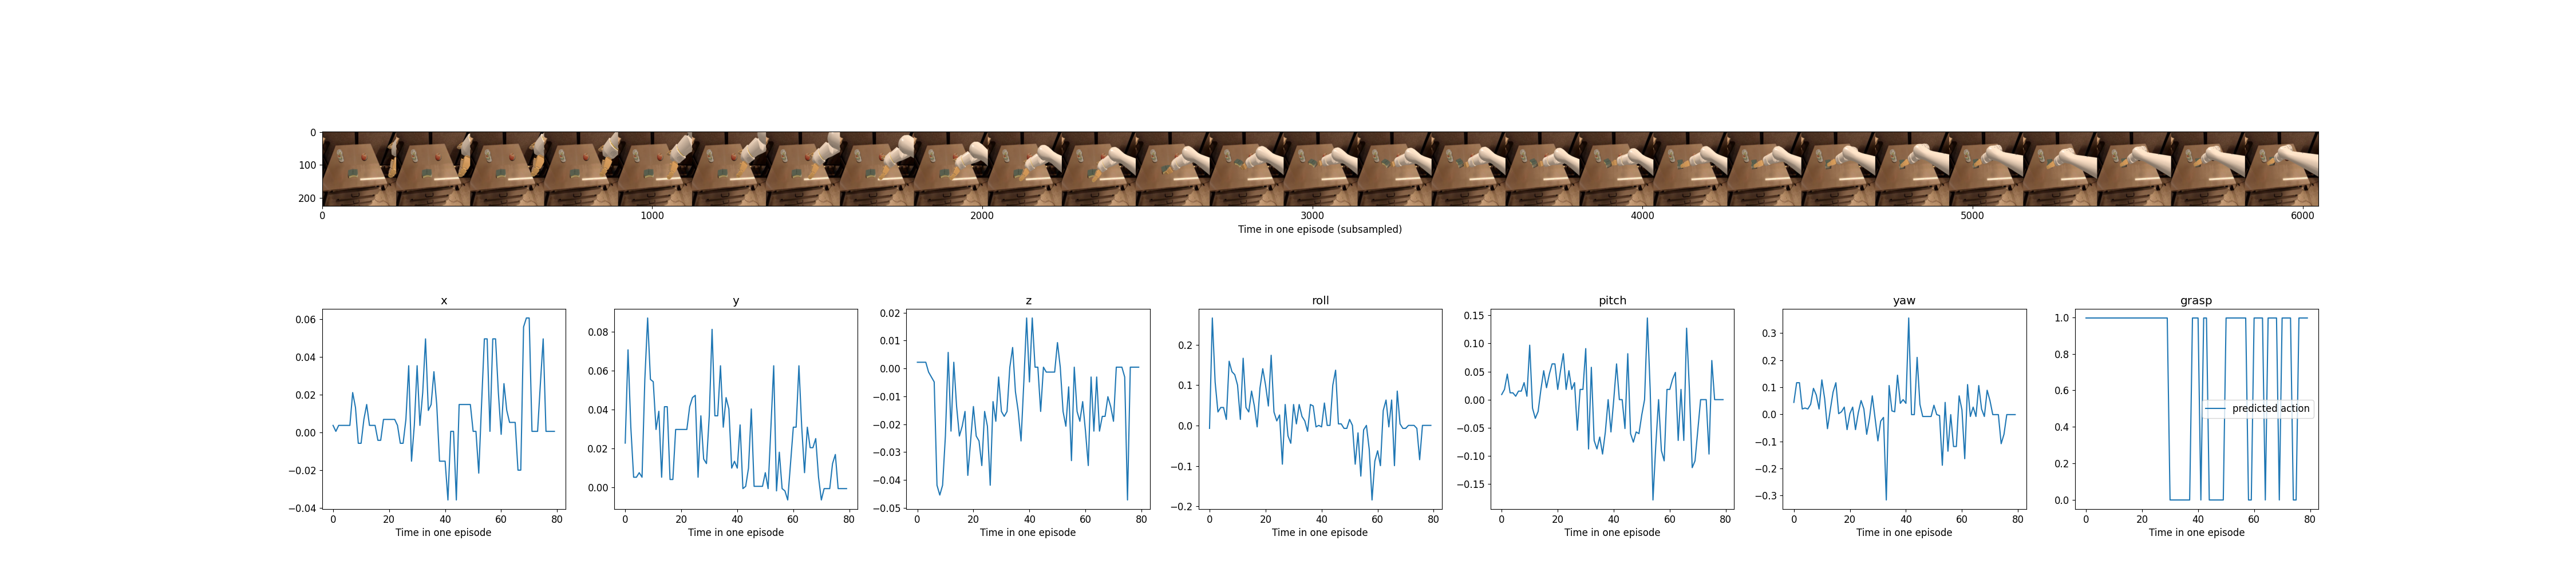 0
100
200
0 1000 2000 3000 4000 5000 6000
Time in one episode (subsampled)
x
0.06
0.04
0.02
0.00
−0.02
−0.04
0 20 40 60 80
Time in one episode
y
0.08
0.06
0.04
0.02
0.00
0 20 40 60 80
Time in one episode
z
0.02
0.01
0.00
−0.01
−0.02
−0.03
−0.04
−0.05
0 20 40 60 80
Time in one episode
roll
0.2
0.1
0.0
−0.1
−0.2
0 20 40 60 80
Time in one episode
pitch
0.15
0.10
0.05
0.00
−0.05
−0.10
−0.15
0 20 40 60 80
Time in one episode
yaw
0.3
0.2
0.1
0.0
−0.1
−0.2
−0.3
0 20 40 60 80
Time in one episode
grasp
1.0
0.8
0.6
0.4
0.2
0.0
predicted action
0 20 40 60 80
Time in one episode